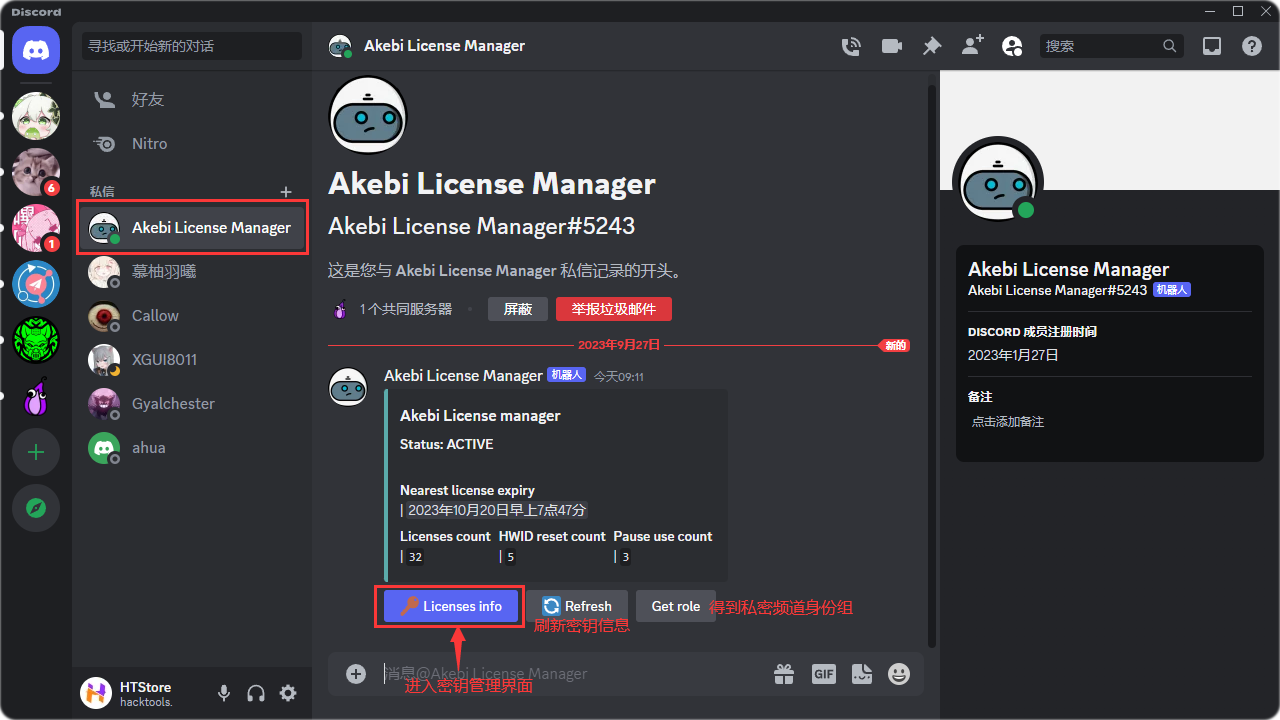 Discord
寻找或开始新的对话
好友
Nitro
私信
Akebi License Manager
慕柚羽曦
Callow
XGUI8011
Gyalchester
ahua
6
1
HTStore
hacktools.
Akebi License Manager
搜索
Akebi License Manager
Akebi License Manager#5243
这是您与 Akebi License Manager 私信记录的开头。
1个共同服务器
屏蔽
举报垃圾邮件
2023年9月27日
新的
Akebi License Manager 机器人 今天09:11
Akebi License manager
Status: ACTIVE
Nearest license expiry
| 2023年10月20日早上7点47分
Licenses count HWID reset count Pause use count
| 32 | 5 | 3
Licenses info Refresh Get role 得到私密频道身份组
刷新密钥信息
消息@Akebi License Manager
进入密钥管理界面
GIF
Akebi License Manager
Akebi License Manager#5243 机器人
DISCORD 成员注册时间
2023年1月27日
备注
点击添加备注